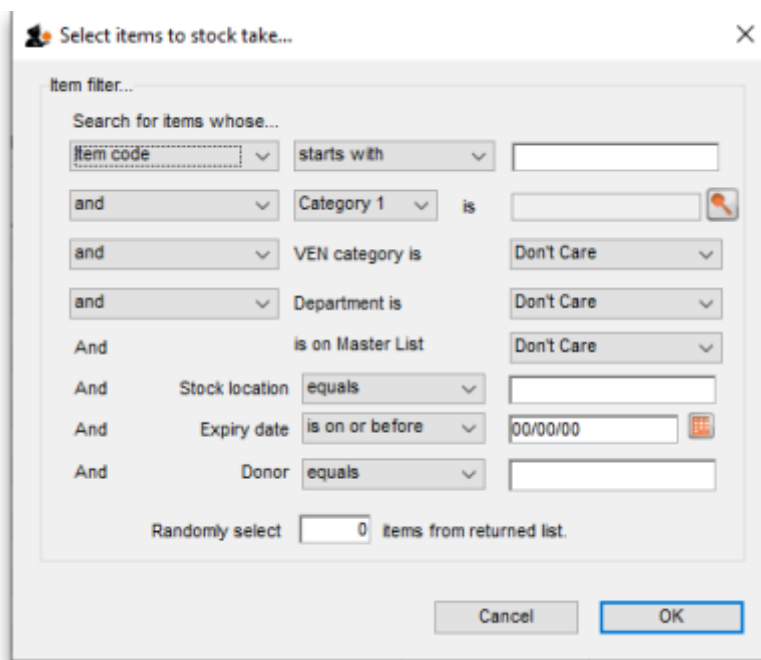 Select items to stock take...
Item filter...
Search for items whose...
Item code starts with
and Category 1 is
and VEN category is Don't Care
and Department is Don't Care
And is on Master List Don't Care
And Stock location equals
And Expiry date is on or before 00/00/00
And Donor equals
Randomly select 0 items from returned list.
Cancel OK